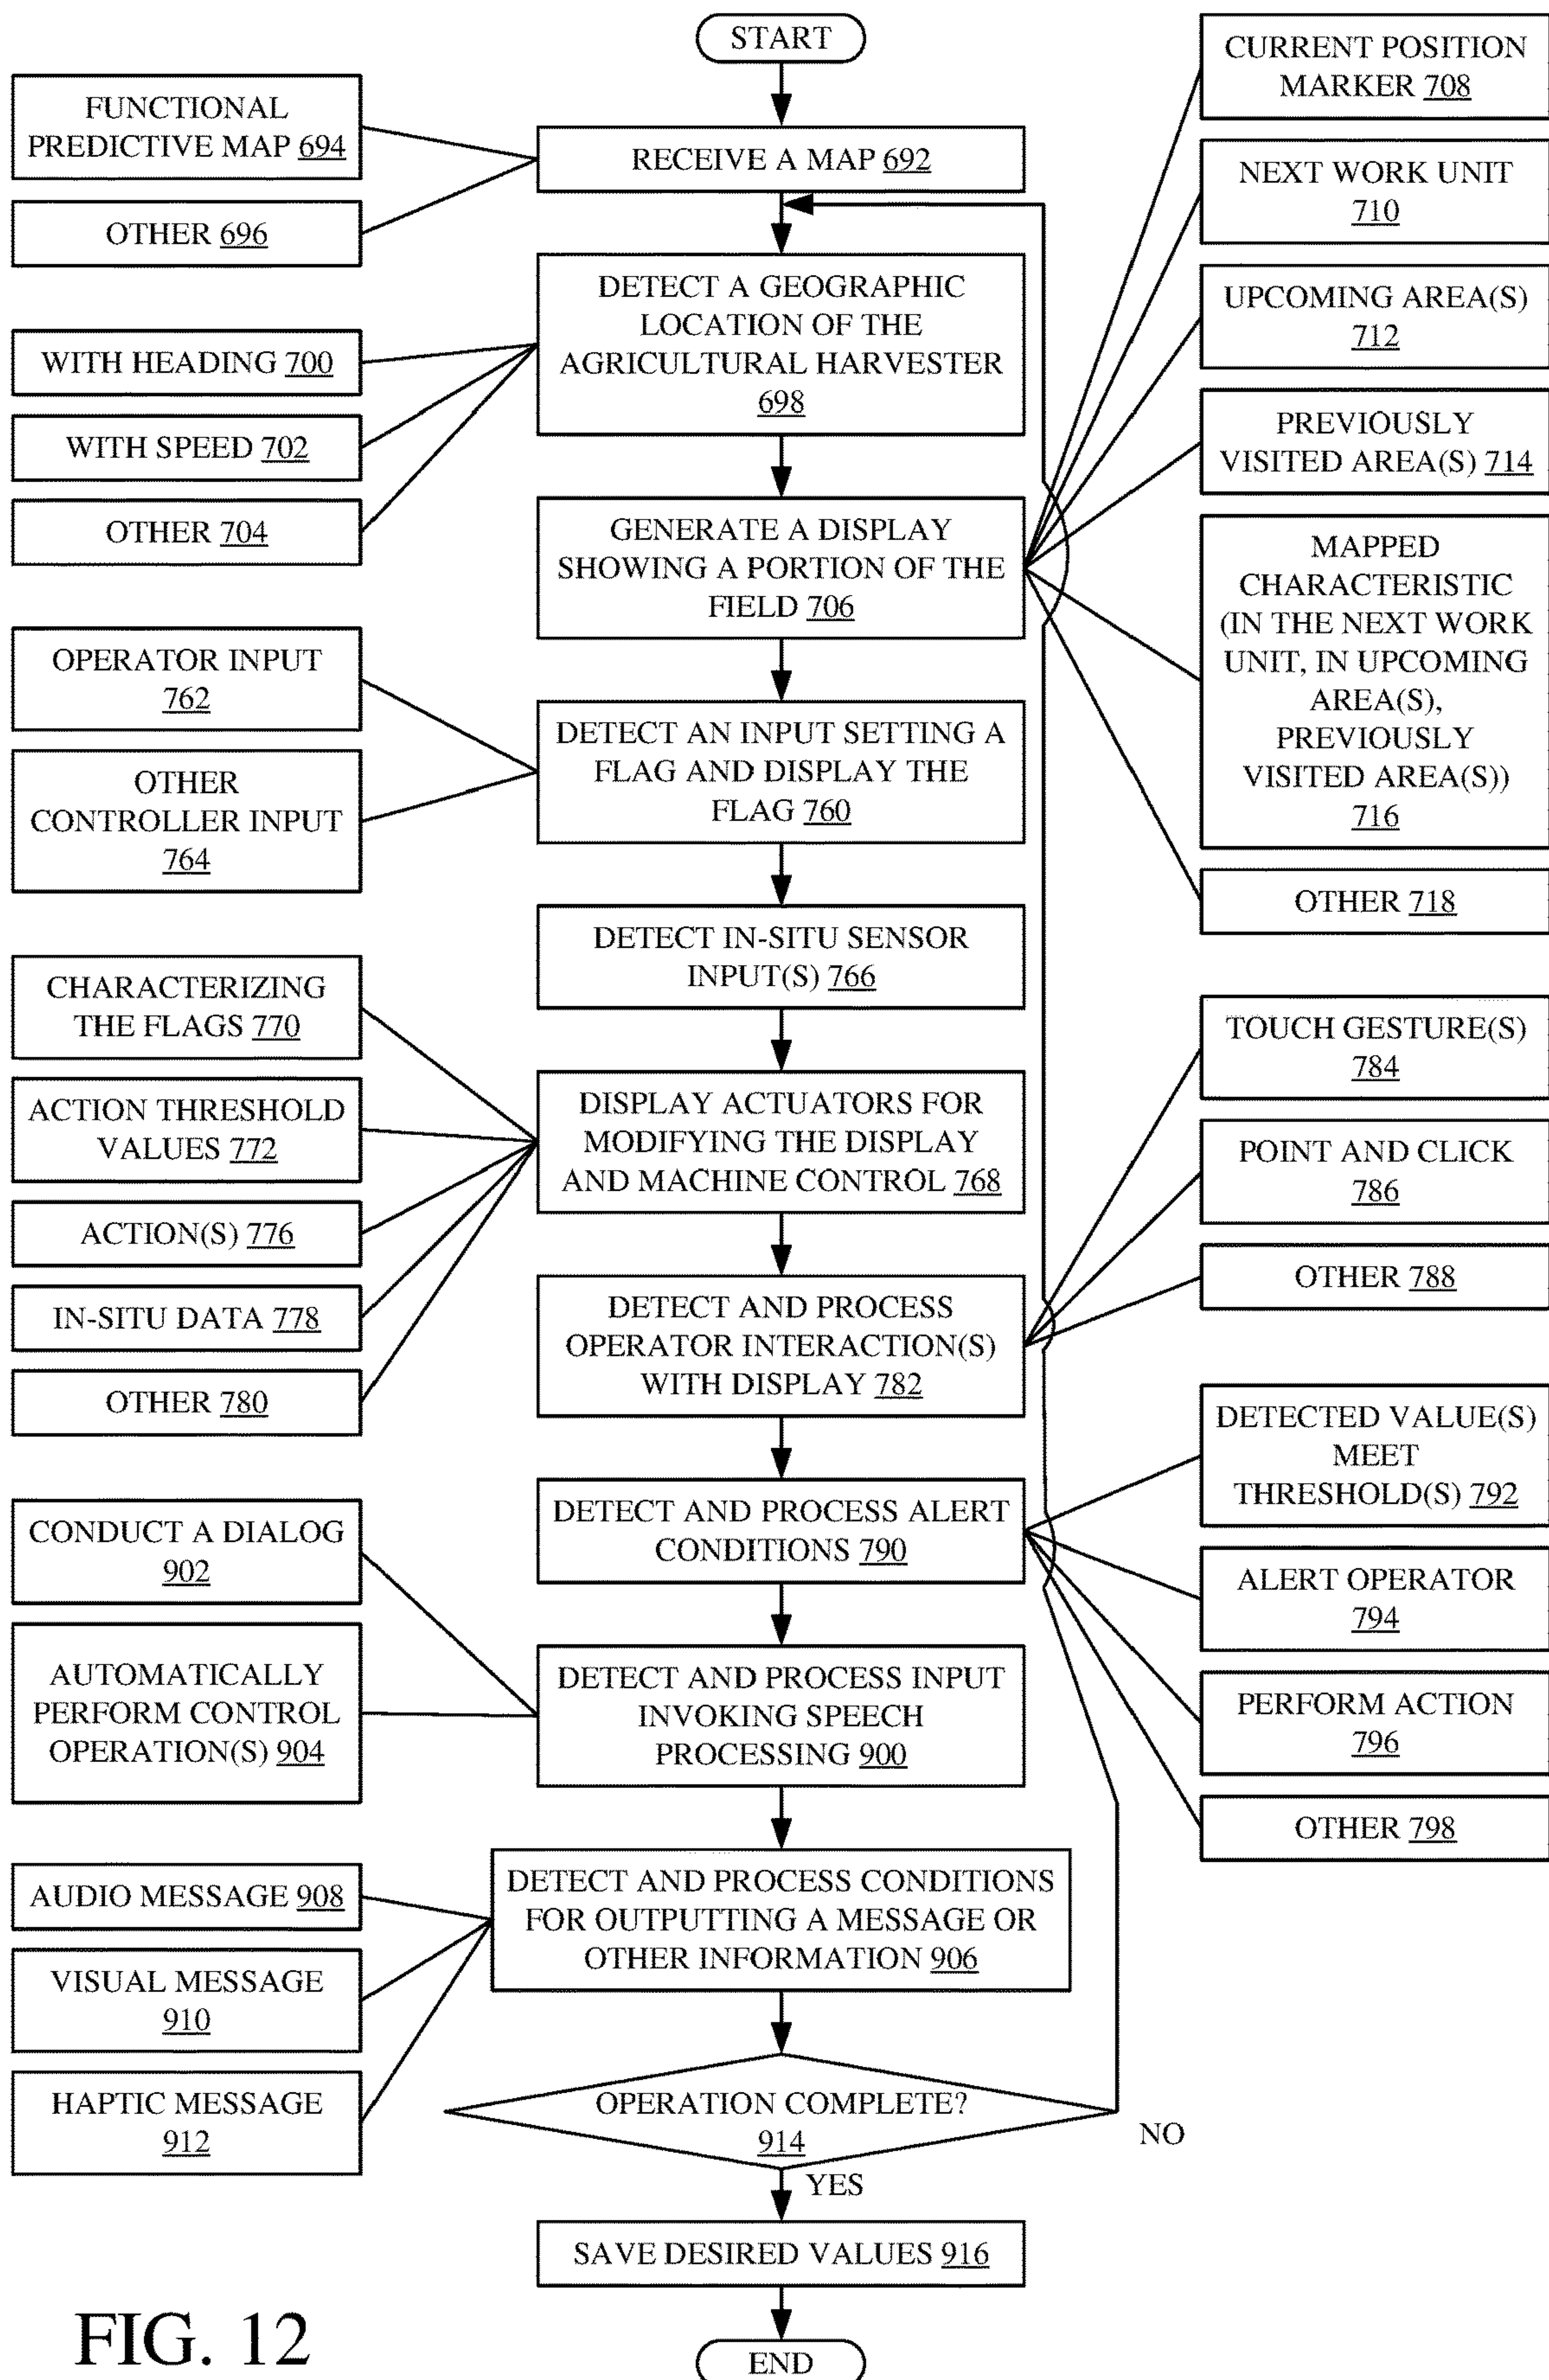 START
RECEIVE A MAP 692
FUNCTIONAL
PREDICTIVE MAP 694
OTHER 696
DETECT A GEOGRAPHIC
LOCATION OF THE
AGRICULTURAL HARVESTER
698
WITH HEADING 700
WITH SPEED 702
OTHER 704
GENERATE A DISPLAY
SHOWING A PORTION OF THE
FIELD 706
CURRENT POSITION
MARKER 708
NEXT WORK UNIT
710
UPCOMING AREA(S)
712
PREVIOUSLY
VISITED AREA(S) 714
MAPPED
CHARACTERISTIC
(IN THE NEXT WORK
UNIT, IN UPCOMING
AREA(S),
PREVIOUSLY
VISITED AREA(S))
716
OTHER 718
DETECT AN INPUT SETTING A
FLAG AND DISPLAY THE
FLAG 760
OPERATOR INPUT
762
OTHER
CONTROLLER INPUT
764
DETECT IN-SITU SENSOR
INPUT(S) 766
DISPLAY ACTUATORS FOR
MODIFYING THE DISPLAY
AND MACHINE CONTROL 768
CHARACTERIZING
THE FLAGS 770
ACTION THRESHOLD
VALUES 772
ACTION(S) 776
IN-SITU DATA 778
OTHER 780
DETECT AND PROCESS
OPERATOR INTERACTION(S)
WITH DISPLAY 782
TOUCH GESTURE(S)
784
POINT AND CLICK
786
OTHER 788
DETECT AND PROCESS ALERT
CONDITIONS 790
DETECTED VALUE(S)
MEET
THRESHOLD(S) 792
ALERT OPERATOR
794
PERFORM ACTION
796
OTHER 798
DETECT AND PROCESS INPUT
INVOKING SPEECH
PROCESSING 900
CONDUCT A DIALOG
902
AUTOMATICALLY
PERFORM CONTROL
OPERATION(S) 904
DETECT AND PROCESS CONDITIONS
FOR OUTPUTTING A MESSAGE OR
OTHER INFORMATION 906
AUDIO MESSAGE 908
VISUAL MESSAGE
910
HAPTIC MESSAGE
912
OPERATION COMPLETE?
914
NO
YES
SAVE DESIRED VALUES 916
END
FIG. 12